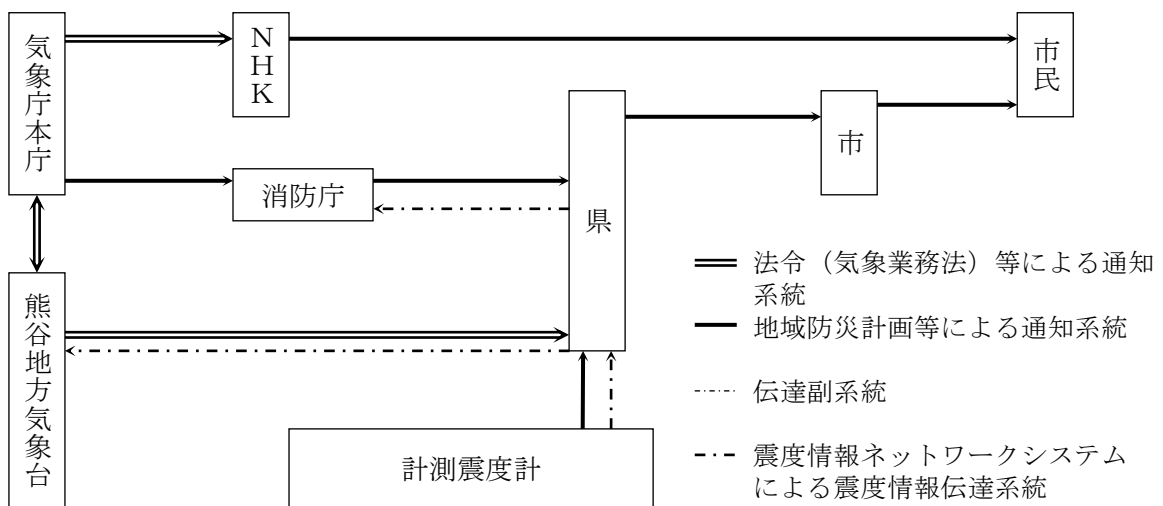 気象庁本庁
NHK
市民
市
消防庁
県
熊谷地方気象台
計測震度計
法令（気象業務法）等による通知
系統
地域防災計画等による通知系統
伝達副系統
震度情報ネットワークシステム
による震度情報伝達系統